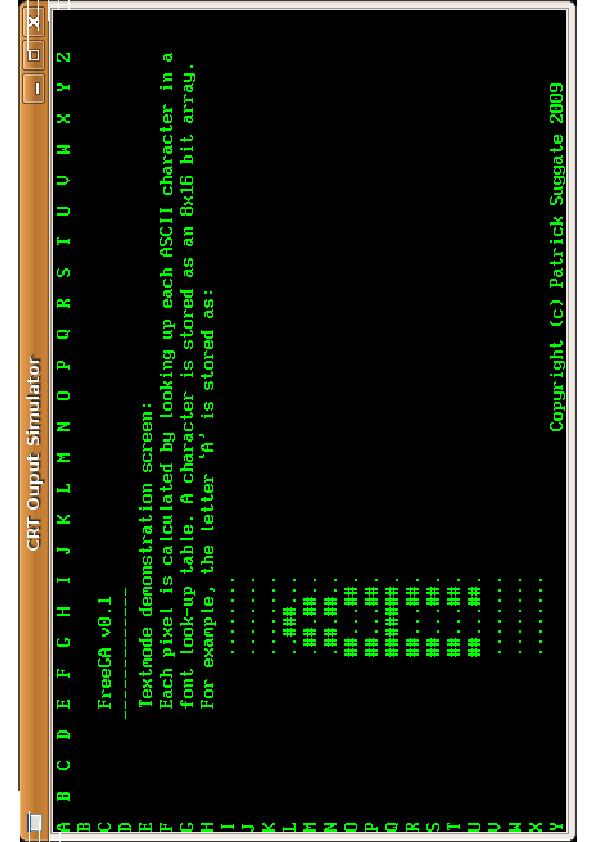 CRT Ouput Simulator
A B C D E F G H I J K L M N O P Q R S T U V W X Y Z
B
C FreeGA v0.1
D -------------
E Textmode demonstration screen:
F Each pixel is calculated by looking up each ASCII character in a
G font look-up table. A character is stored as an 8x16 bit array.
H For example, the letter 'A' is stored as:
I ........
J ........
K ........
L ..###...
M .##.##..
N .##.##..
O ##...##.
P ##...##.
Q #######.
R ##...##.
S ##...##.
T ##...##.
U ##...##.
V ........
W ........
X ........
Y Copyright (c) Patrick Suggate 2009